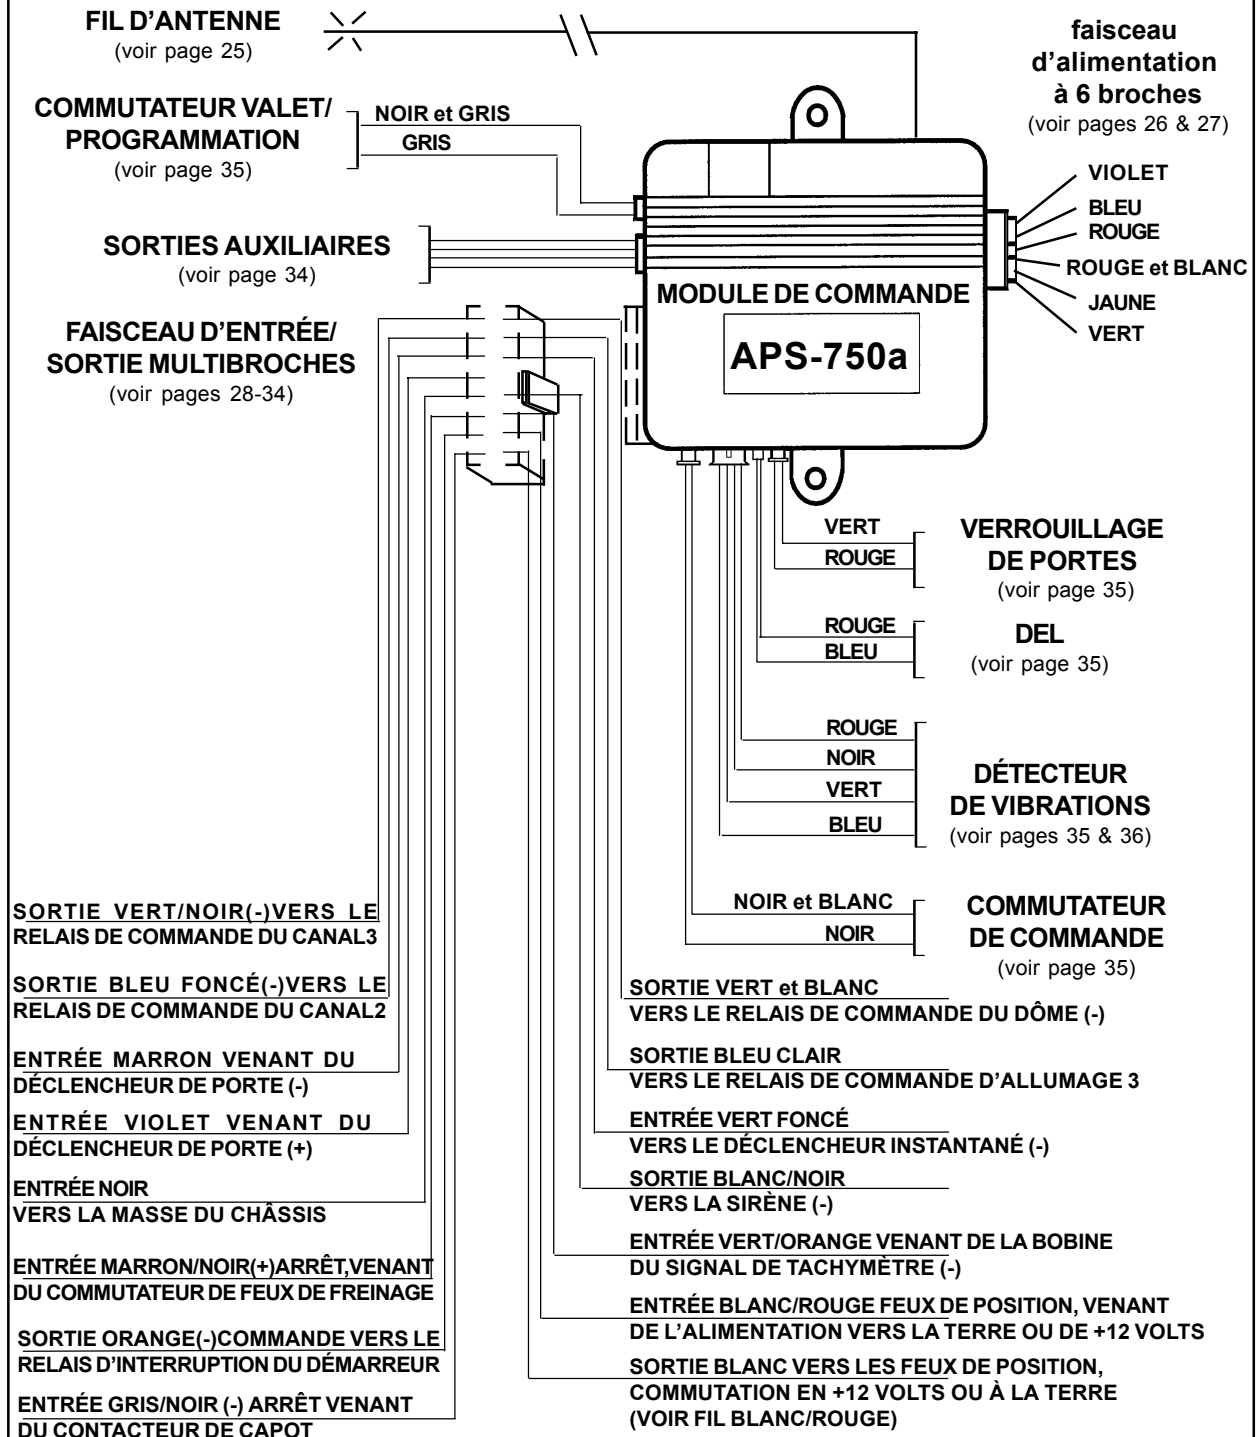 FIL D'ANTENNE
(voir page 25)
COMMUTATEUR VALET/
PROGRAMMATION
(voir page 35)
NOIR et GRIS
GRIS
SORTIES AUXILIAIRES
(voir page 34)
FAISCEAU D'ENTRÉE/
SORTIE MULTIBROCHES
(voir pages 28-34)
MODULE DE COMMANDE
APS-750a
faisceau
d'alimentation
à 6 broches
(voir pages 26 & 27)
VIOLET
BLEU
ROUGE
ROUGE et BLANC
JAUNE
VERT
VERT
ROUGE
VERROUILLAGE
DE PORTES
(voir page 35)
ROUGE
BLEU
DEL
(voir page 35)
ROUGE
NOIR
VERT
BLEU
DÉTECTEUR
DE VIBRATIONS
(voir pages 35 & 36)
NOIR et BLANC
NOIR
COMMUTATEUR
DE COMMANDE
(voir page 35)
SORTIE VERT/NOIR(-)VERS LE
RELAIS DE COMMANDE DU CANAL3
SORTIE BLEU FONCÉ(-)VERS LE
RELAIS DE COMMANDE DU CANAL2
ENTRÉE MARRON VENANT DU
DÉCLENCHEUR DE PORTE (-)
ENTRÉE VIOLET VENANT DU
DÉCLENCHEUR DE PORTE (+)
ENTRÉE NOIR
VERS LA MASSE DU CHÂSSIS
ENTRÉE MARRON/NOIR(+)ARRÊT,VENANT
DU COMMUTATEUR DE FEUX DE FREINAGE
SORTIE ORANGE(-)COMMANDE VERS LE
RELAIS D'INTERRUPTION DU DÉMARREUR
ENTRÉE GRIS/NOIR (-) ARRÊT VENANT
DU CONTACTEUR DE CAPOT
SORTIE VERT et BLANC
VERS LE RELAIS DE COMMANDE DU DÔME (-)
SORTIE BLEU CLAIR
VERS LE RELAIS DE COMMANDE D'ALLUMAGE 3
ENTRÉE VERT FONCÉ
VERS LE DÉCLENCHEUR INSTANTANÉ (-)
SORTIE BLANC/NOIR
VERS LA SIRÈNE (-)
ENTRÉE VERT/ORANGE VENANT DE LA BOBINE
DU SIGNAL DE TACHYMÈTRE (-)
ENTRÉE BLANC/ROUGE FEUX DE POSITION, VENANT
DE L'ALIMENTATION VERS LA TERRE OU DE +12 VOLTS
SORTIE BLANC VERS LES FEUX DE POSITION,
COMMUTATION EN +12 VOLTS OU À LA TERRE
(VOIR FIL BLANC/ROUGE)